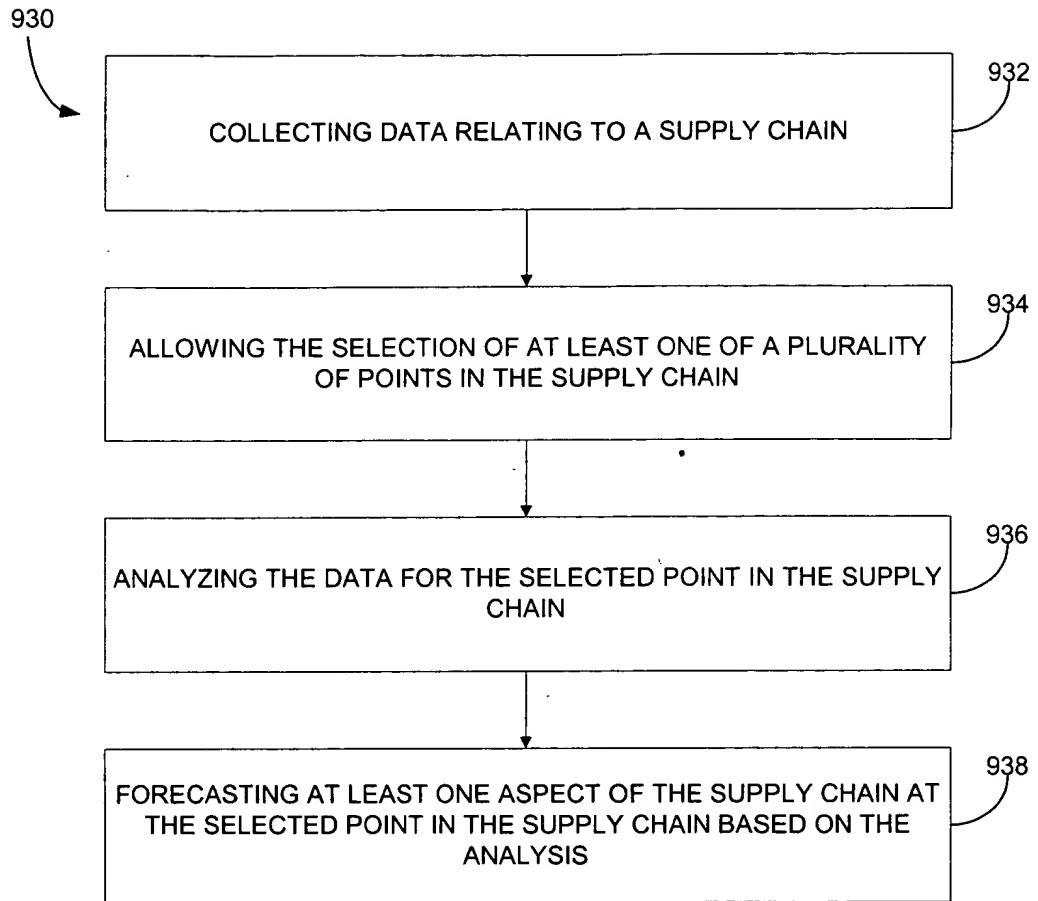 930
932
COLLECTING DATA RELATING TO A SUPPLY CHAIN
934
ALLOWING THE SELECTION OF AT LEAST ONE OF A PLURALITY
OF POINTS IN THE SUPPLY CHAIN
936
ANALYZING THE DATA FOR THE SELECTED POINT IN THE SUPPLY
CHAIN
938
FORECASTING AT LEAST ONE ASPECT OF THE SUPPLY CHAIN AT
THE SELECTED POINT IN THE SUPPLY CHAIN BASED ON THE
ANALYSIS